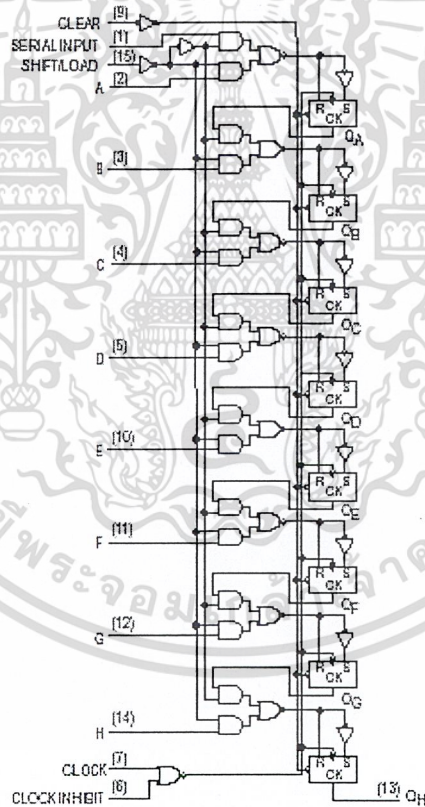 CLEAR (9)
SERIAL INPUT (1)
SHIFT/LOAD (15)
A (2)
R S
CK
QA
B (3)
R S
CK
QB
C (4)
R S
CK
QC
D (5)
R S
CK
QD
E (10)
R S
CK
QE
F (11)
R S
CK
QF
G (12)
R S
CK
QG
H (14)
R S
CK
CLOCK (7)
(13) QH
CLOCK INHIBIT (6)